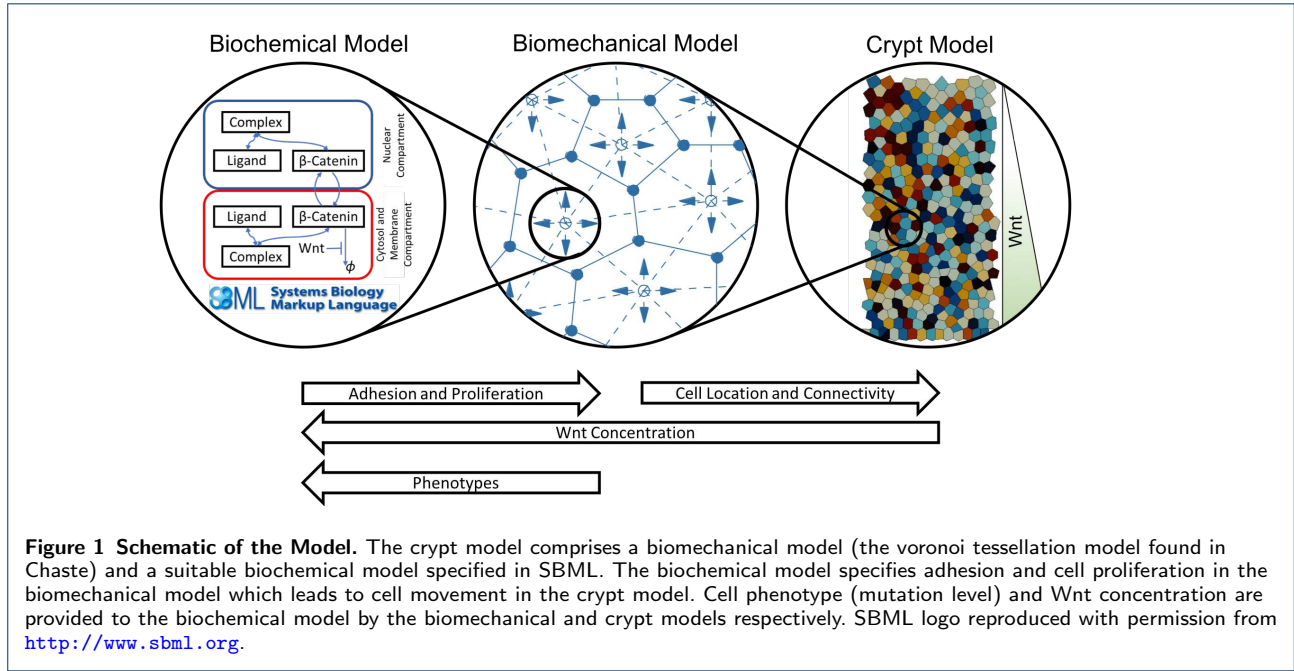 Biochemical Model
Biomechanical Model
Crypt Model
Complex
Ligand
β-Catenin
Nuclear
Compartment
Ligand
β-Catenin
Wnt
Complex
ϕ
Cytosol and
Membrane
Compartment
SBML Systems Biology
Markup Language
Wnt
Adhesion and Proliferation
Cell Location and Connectivity
Wnt Concentration
Phenotypes
Figure 1 Schematic of the Model. The crypt model comprises a biomechanical model (the voronoi tessellation model found in
Chaste) and a suitable biochemical model specified in SBML. The biochemical model specifies adhesion and cell proliferation in the
biomechanical model which leads to cell movement in the crypt model. Cell phenotype (mutation level) and Wnt concentration are
provided to the biochemical model by the biomechanical and crypt models respectively. SBML logo reproduced with permission from
http://www.sbml.org.